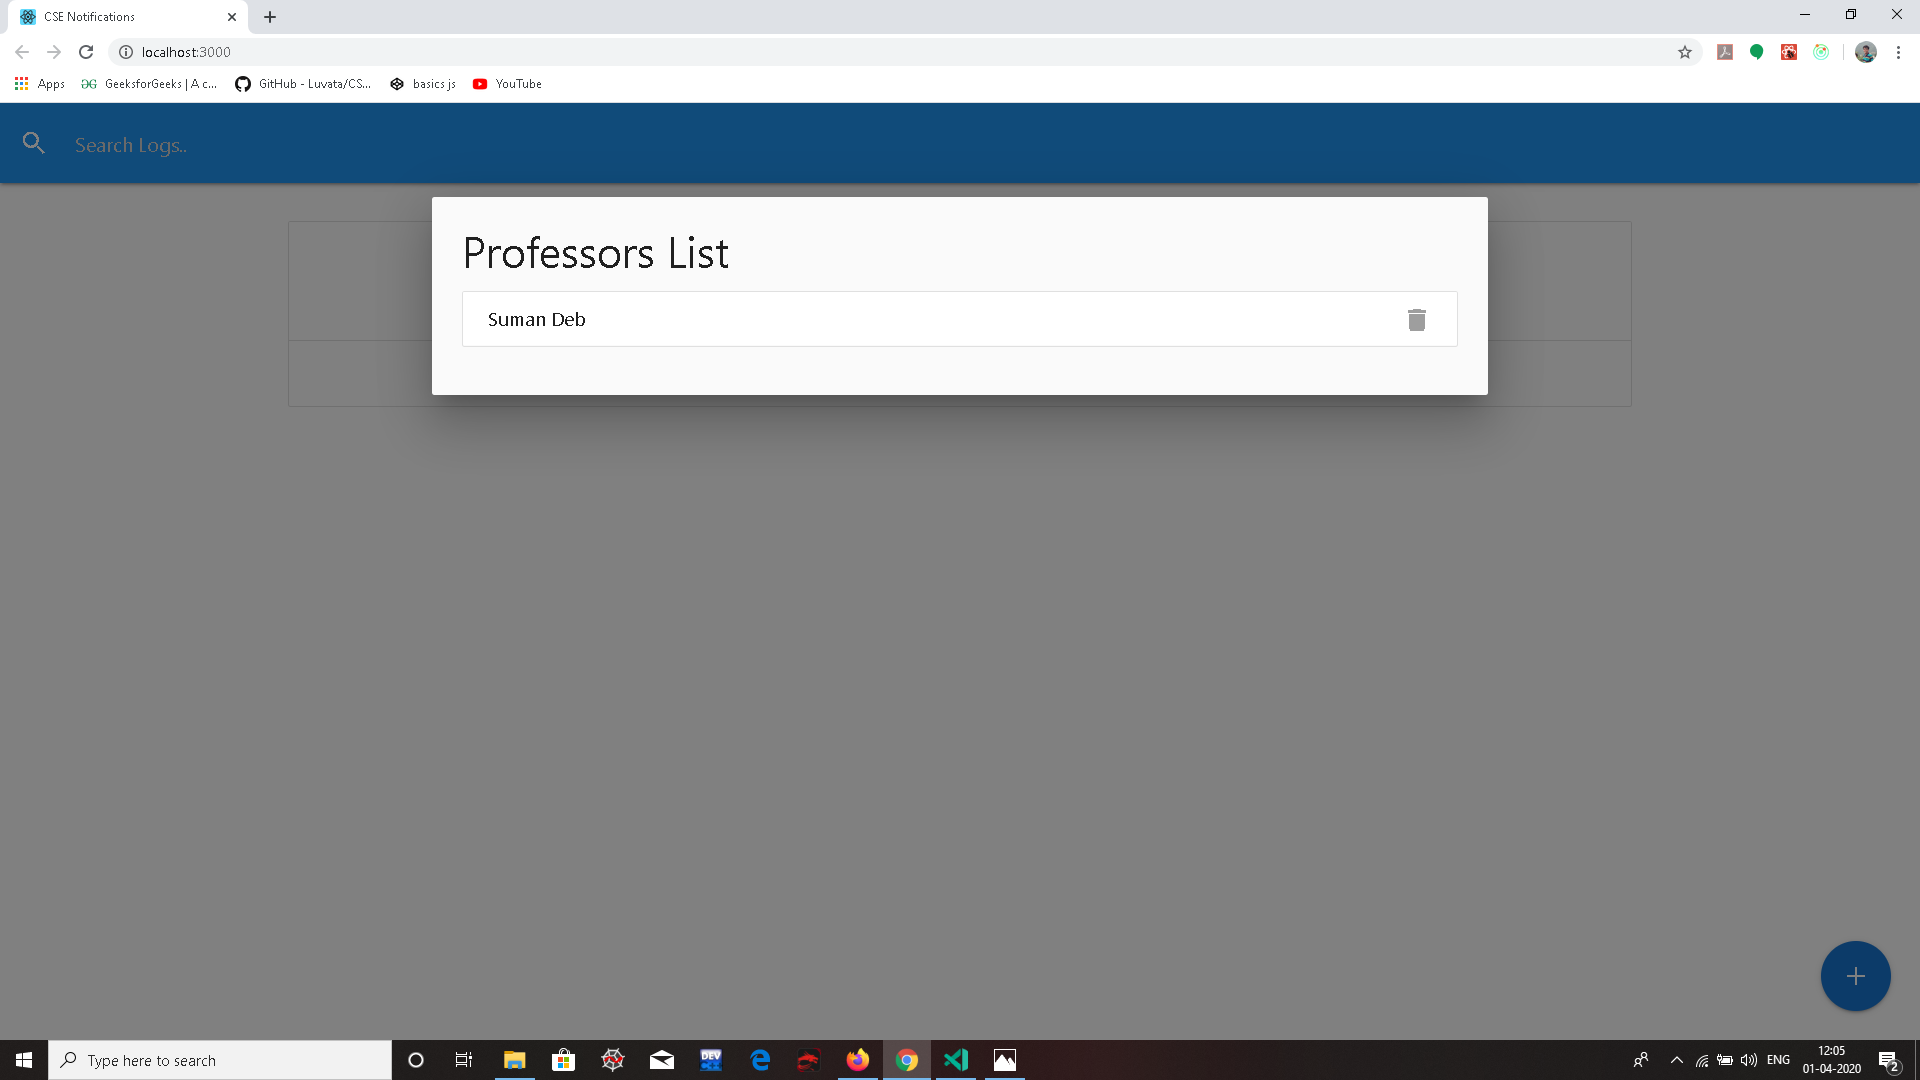 CSE Notifications
localhost:3000
Apps
GeeksforGeeks | A c...
GitHub - Luvata/CS...
basics js
YouTube
Search Logs..
Professors List
Suman Deb
Type here to search
DEV
ENG
12:05
01-04-2020
2